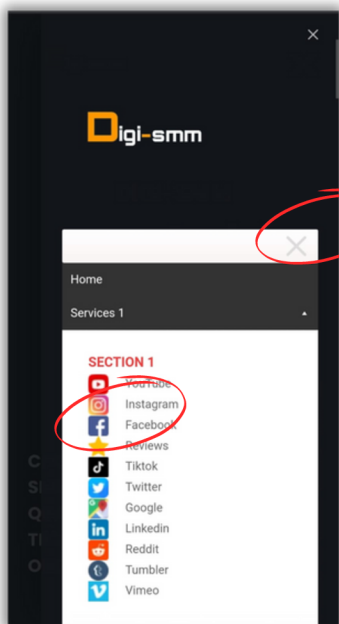 Digi-smm
Home
Services 1
SECTION 1
YouTube
Instagram
Facebook
Reviews
Tiktok
Twitter
Google
Linkedin
Reddit
Tumbler
Vimeo